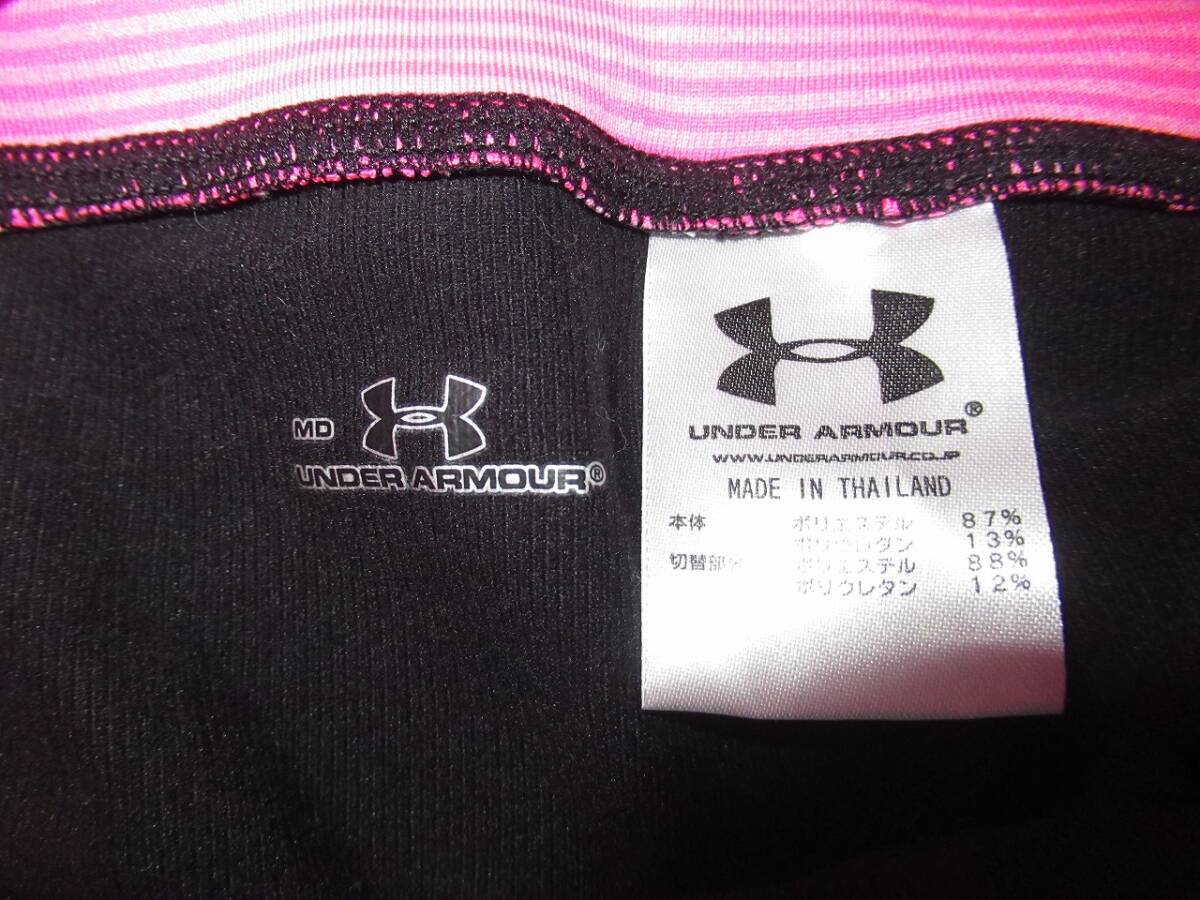 MD
UNDER ARMOUR®
UNDER ARMOUR®
WWW.UNDERARMOUR.CO.JP
MADE IN THAILAND
本体 ポリエステル 87%
ポリウレタン 13%
切替部分 ポリエステル 88%
ポリウレタン 12%